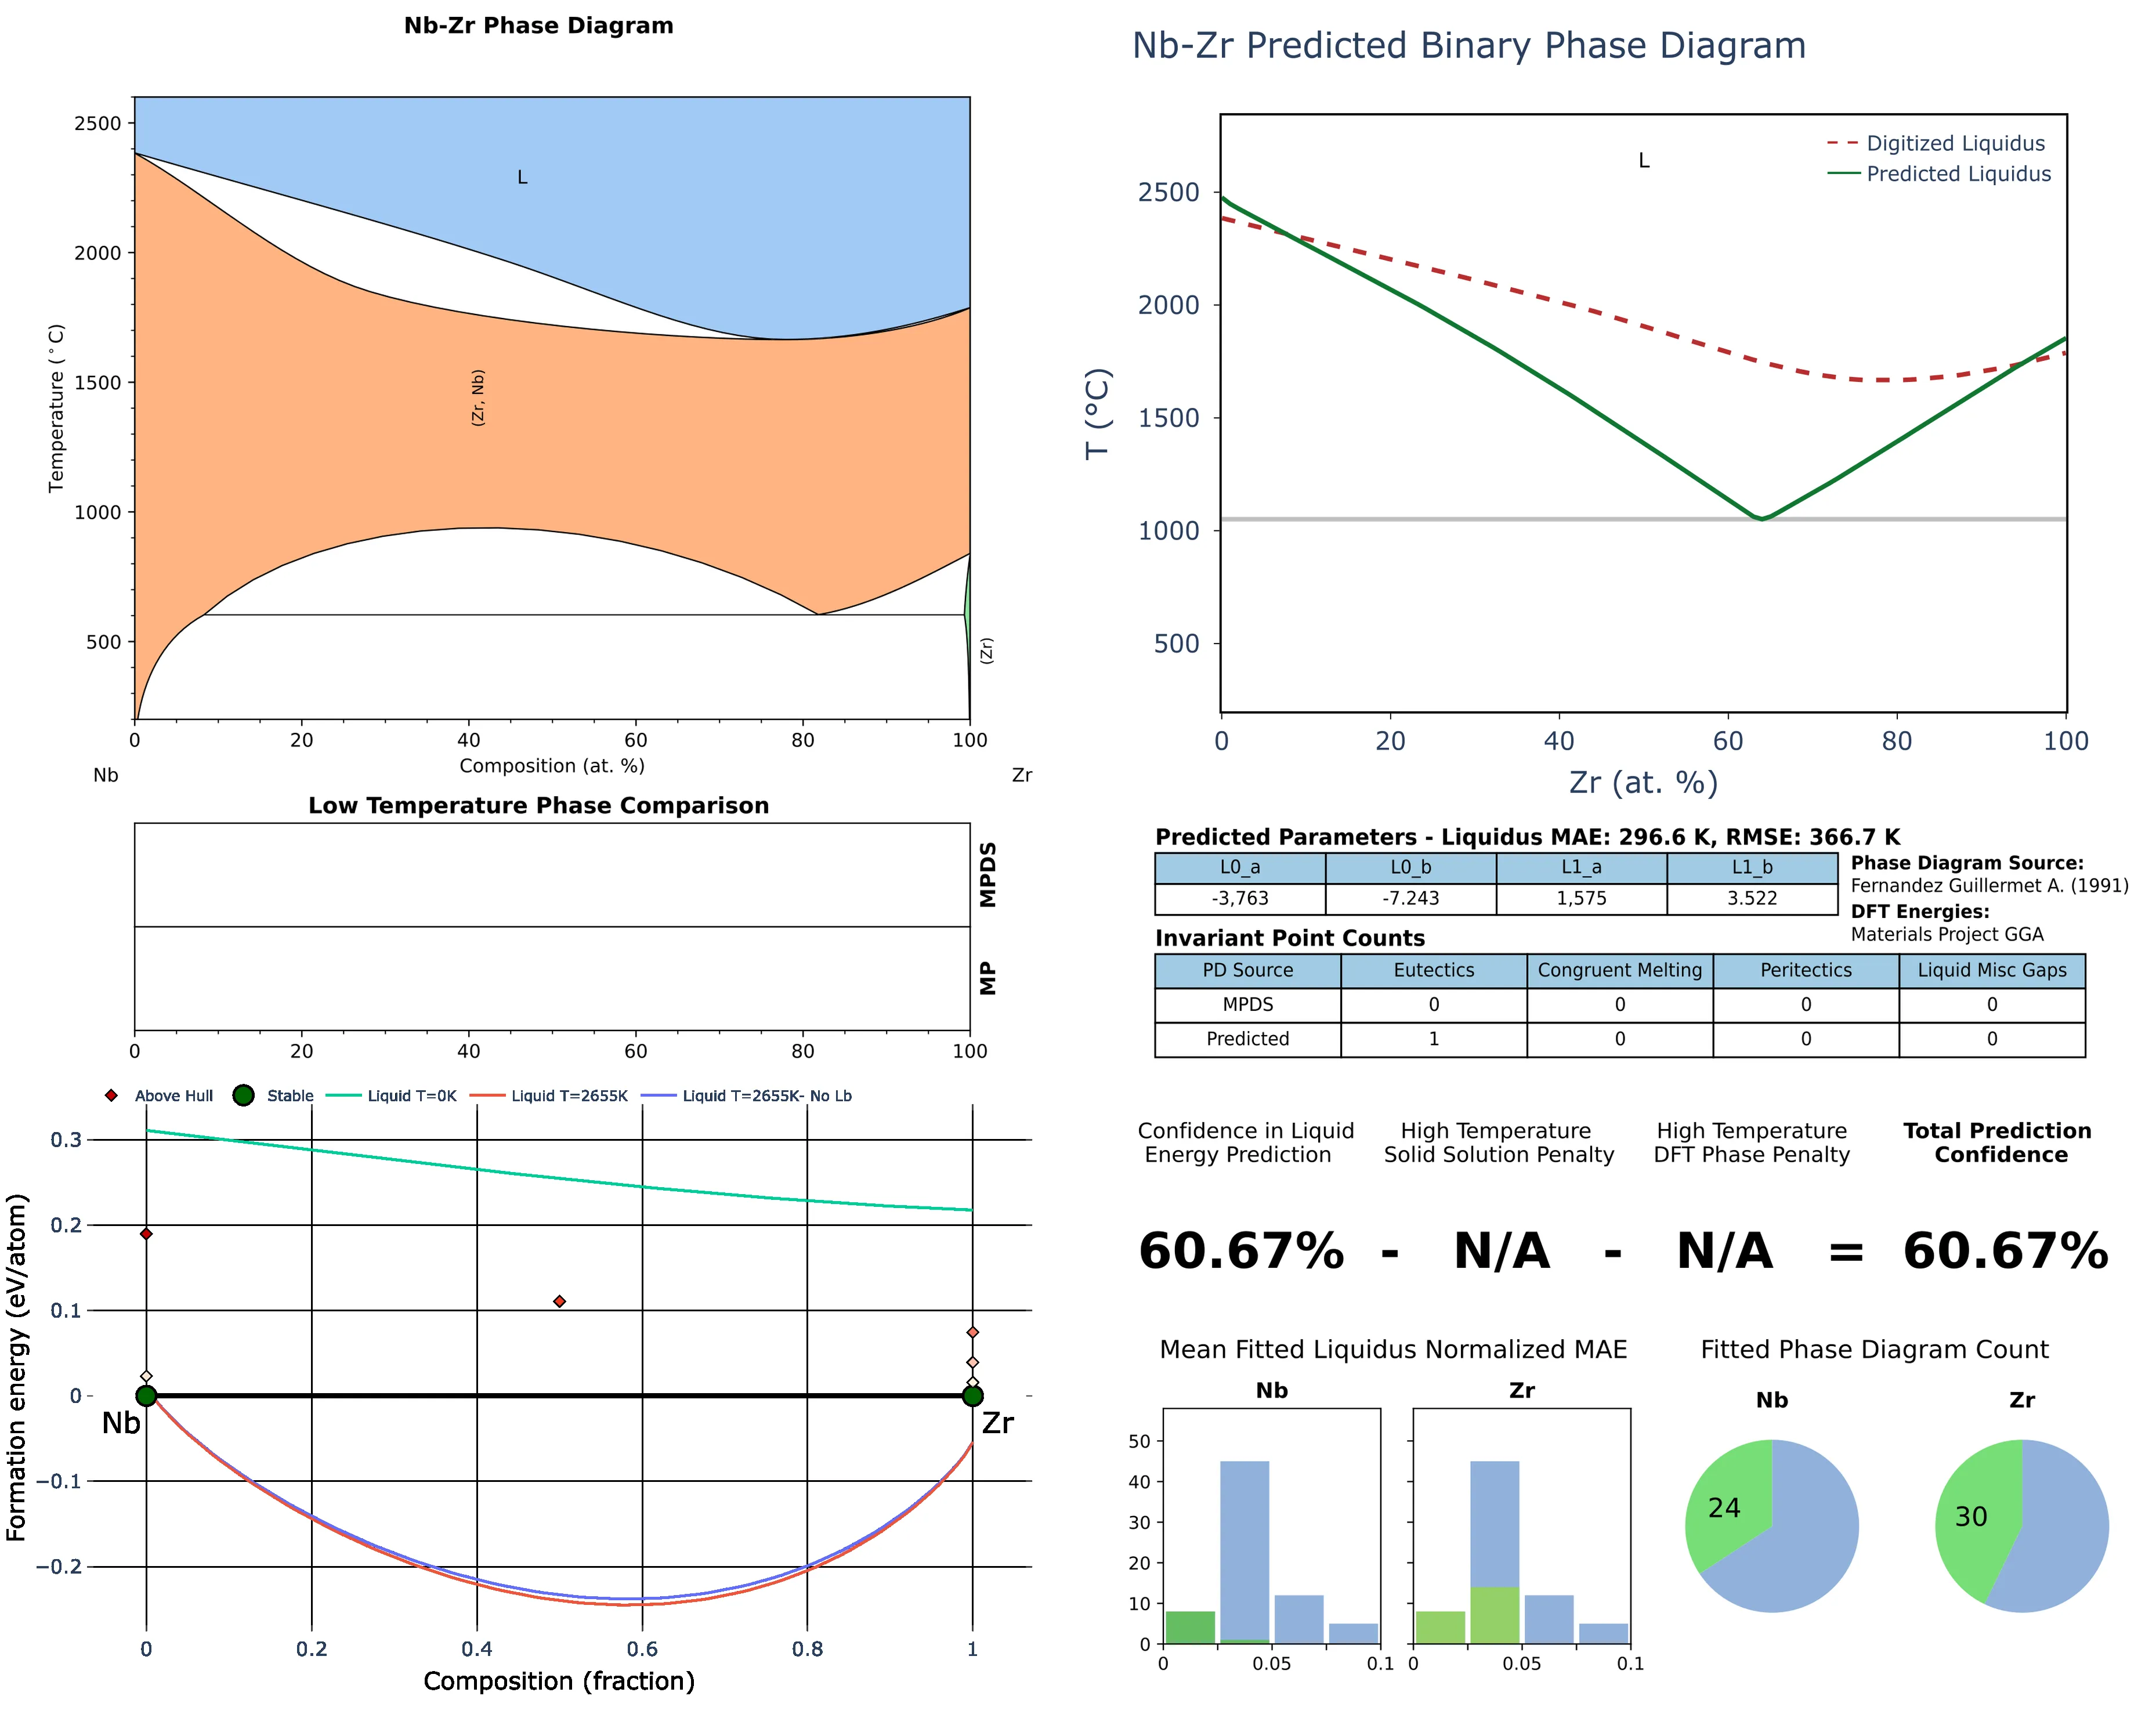 Nb-Zr Phase Diagram
2500
2000
1500
1000
500
Temperature (°C)
L
(Zr, Nb)
(Zr)
0 20 40 60 80 100
Composition (at. %)
Nb Zr
Low Temperature Phase Comparison
MPDS
MP
0 20 40 60 80 100
Above Hull Stable Liquid T=0K Liquid T=2655K Liquid T=2655K- No Lb
0.3
0.2
0.1
0
−0.1
−0.2
Formation energy (eV/atom)
Nb Zr
0 0.2 0.4 0.6 0.8 1
Composition (fraction)
Nb-Zr Predicted Binary Phase Diagram
L
Digitized Liquidus
Predicted Liquidus
2500
2000
1500
1000
500
T (°C)
0 20 40 60 80 100
Zr (at. %)
Predicted Parameters - Liquidus MAE: 296.6 K, RMSE: 366.7 K
L0_a L0_b L1_a L1_b
-3,763 -7.243 1,575 3.522
Phase Diagram Source:
Fernandez Guillermet A. (1991)
DFT Energies:
Materials Project GGA
Invariant Point Counts
PD Source Eutectics Congruent Melting Peritectics Liquid Misc Gaps
MPDS 0 0 0 0
Predicted 1 0 0 0
Confidence in Liquid High Temperature High Temperature Total Prediction
Energy Prediction Solid Solution Penalty DFT Phase Penalty Confidence
60.67% - N/A - N/A = 60.67%
Mean Fitted Liquidus Normalized MAE
Nb Zr
50
40
30
20
10
0
0 0.05 0.1 0 0.05 0.1
Fitted Phase Diagram Count
Nb Zr
24 30